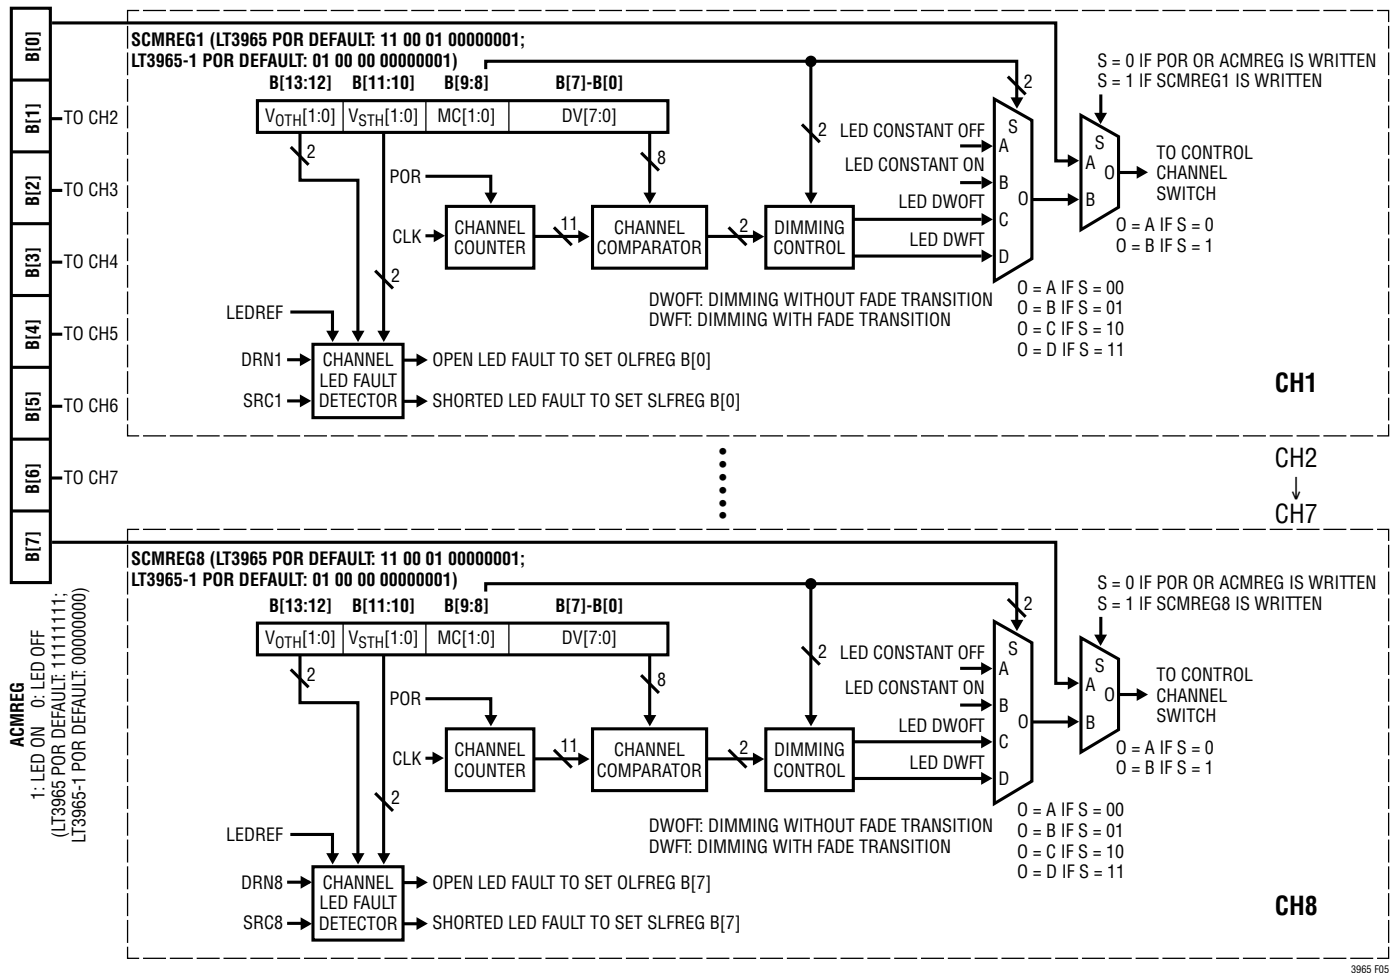 B[0]
B[1]
B[2]
B[3]
B[4]
B[5]
B[6]
B[7]
TO CH2
TO CH3
TO CH4
TO CH5
TO CH6
TO CH7
ACMREG
1: LED ON 0: LED OFF
(LT3965 POR DEFAULT: 11111111;
LT3965-1 POR DEFAULT: 00000000)
SCMREG1 (LT3965 POR DEFAULT: 11 00 01 00000001;
LT3965-1 POR DEFAULT: 01 00 00 00000001)
B[13:12] B[11:10] B[9:8] B[7]-B[0]
VOTH[1:0] VSTH[1:0] MC[1:0] DV[7:0]
2
2
8
2
2
POR
CLK
CHANNEL
COUNTER
11
CHANNEL
COMPARATOR
2
DIMMING
CONTROL
LED CONSTANT OFF
LED CONSTANT ON
LED DWOFT
LED DWFT
S
A
B
C
D
O
S = 0 IF POR OR ACMREG IS WRITTEN
S = 1 IF SCMREG1 IS WRITTEN
S
A
B
O
TO CONTROL
CHANNEL
SWITCH
O = A IF S = 0
O = B IF S = 1
DWOFT: DIMMING WITHOUT FADE TRANSITION
DWFT: DIMMING WITH FADE TRANSITION
O = A IF S = 00
O = B IF S = 01
O = C IF S = 10
O = D IF S = 11
LEDREF
DRN1
SRC1
CHANNEL
LED FAULT
DETECTOR
OPEN LED FAULT TO SET OLFREG B[0]
SHORTED LED FAULT TO SET SLFREG B[0]
CH1
CH2
CH7
SCMREG8 (LT3965 POR DEFAULT: 11 00 01 00000001;
LT3965-1 POR DEFAULT: 01 00 00 00000001)
B[13:12] B[11:10] B[9:8] B[7]-B[0]
VOTH[1:0] VSTH[1:0] MC[1:0] DV[7:0]
2
2
8
2
2
POR
CLK
CHANNEL
COUNTER
11
CHANNEL
COMPARATOR
2
DIMMING
CONTROL
LED CONSTANT OFF
LED CONSTANT ON
LED DWOFT
LED DWFT
S
A
B
C
D
O
S = 0 IF POR OR ACMREG IS WRITTEN
S = 1 IF SCMREG8 IS WRITTEN
S
A
B
O
TO CONTROL
CHANNEL
SWITCH
O = A IF S = 0
O = B IF S = 1
DWOFT: DIMMING WITHOUT FADE TRANSITION
DWFT: DIMMING WITH FADE TRANSITION
O = A IF S = 00
O = B IF S = 01
O = C IF S = 10
O = D IF S = 11
LEDREF
DRN8
SRC8
CHANNEL
LED FAULT
DETECTOR
OPEN LED FAULT TO SET OLFREG B[7]
SHORTED LED FAULT TO SET SLFREG B[7]
CH8
3965 F05